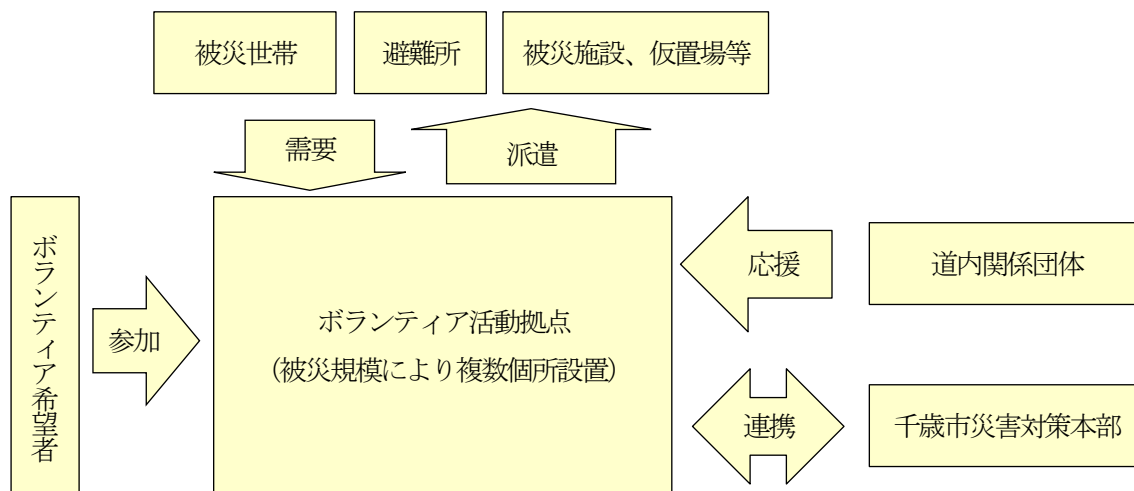 被災世帯
避難所
被災施設、仮置場等
需要
派遣
ボランティア希望者
参加
ボランティア活動拠点
（被災規模により複数個所設置）
応援
道内関係団体
連携
千歳市災害対策本部